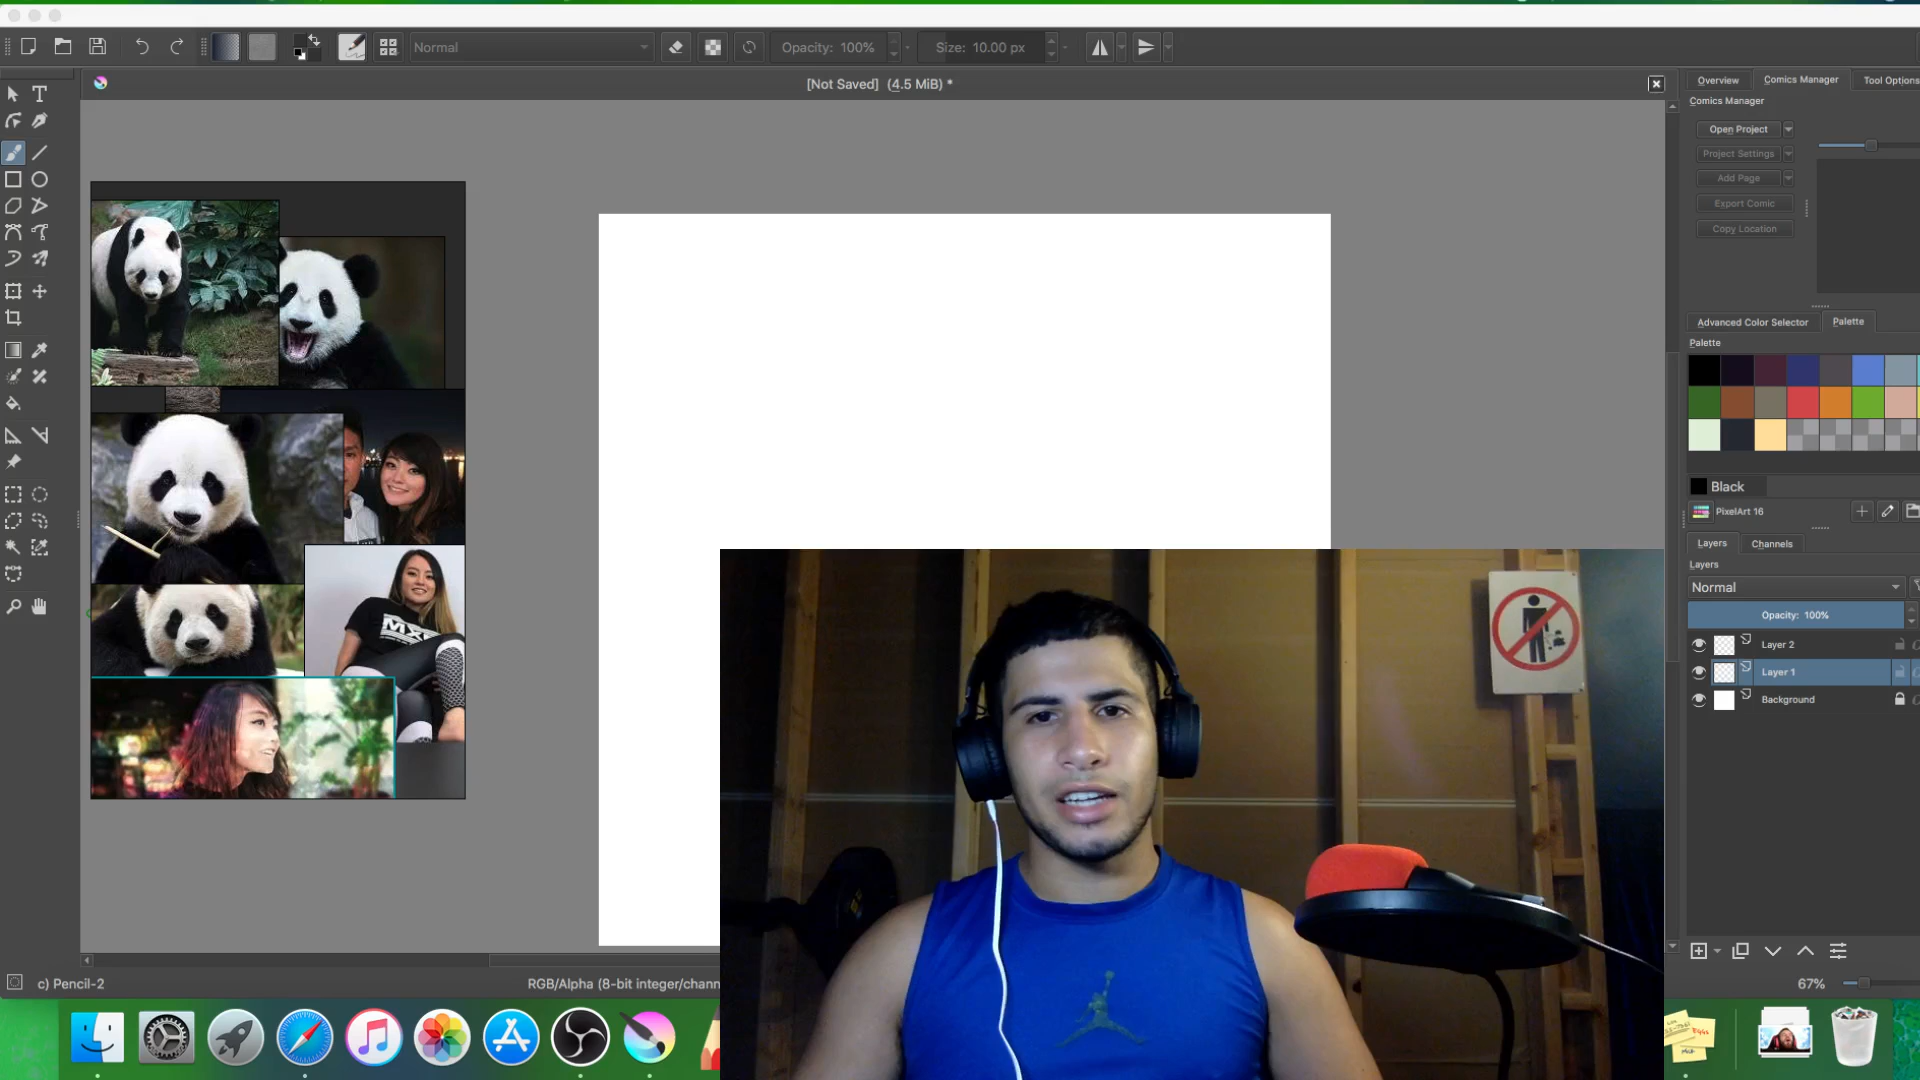 Normal
Opacity: 100%
Size: 10.00 px
[Not Saved] (4.5 MiB) *
Overview
Comics Manager
Tool Options
Comics Manager
Open Project
Project Settings
Add Page
Export Comic
Copy Location
Advanced Color Selector
Palette
Palette
Black
PixelArt 16
Layers
Channels
Layers
Normal
Opacity: 100%
Layer 2
Layer 1
Background
67%
c) Pencil-2
RGB/Alpha (8-bit integer/chann